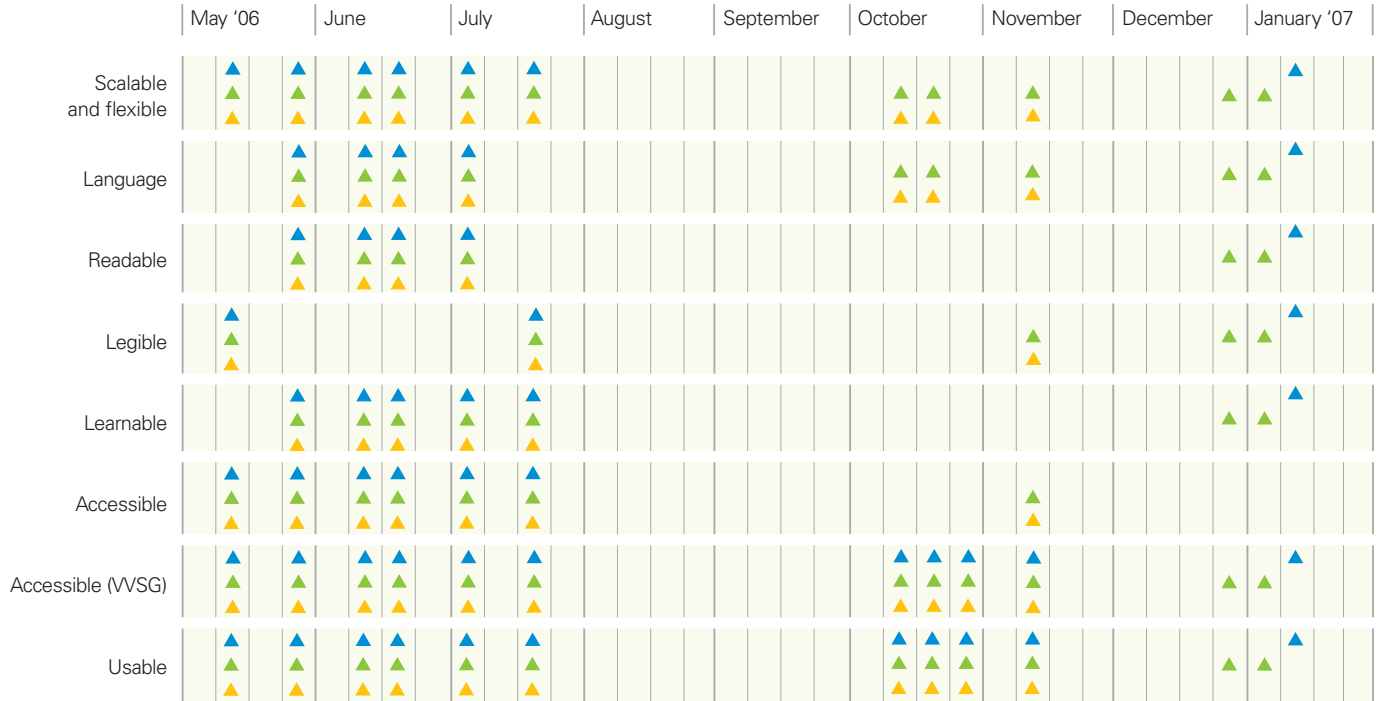 May ‘06
June
July
August
September
October
November
December
January ‘07
Scalable
and flexible
Language
Readable
Legible
Learnable
Accessible
Accessible (VVSG)
Usable